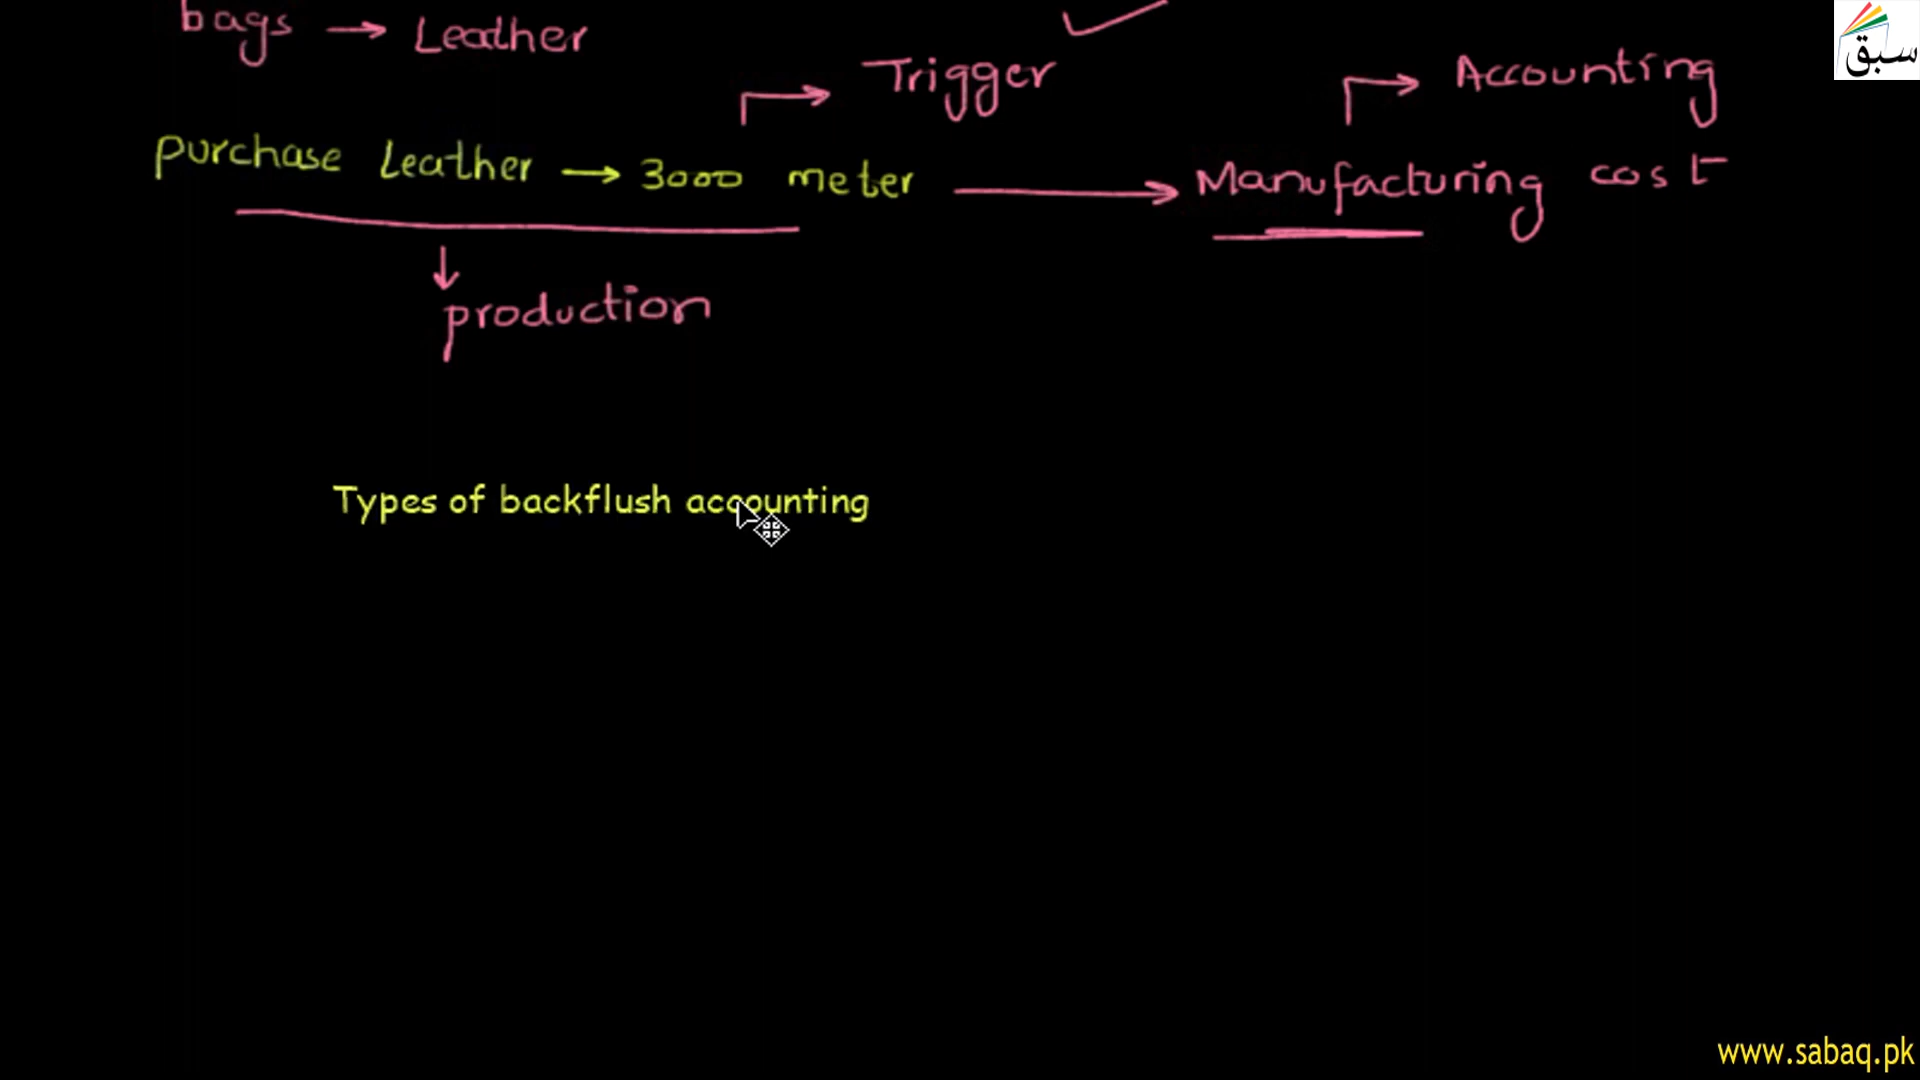 سبق
bags → Leather
Trigger
Accounting
purchase Leather → 3000 meter → Manufacturing cost
production
Types of backflush accounting
www.sabaq.pk